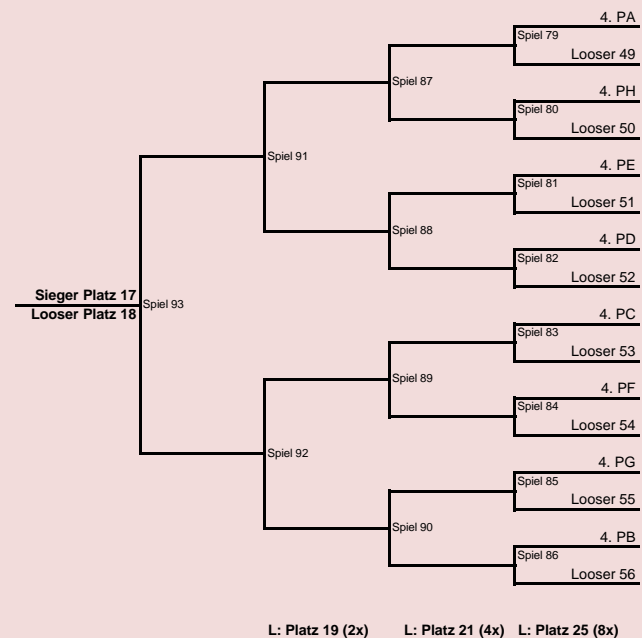 4. PA
Spiel 79
Looser 49
Spiel 87
4. PH
Spiel 80
Looser 50
Spiel 91
4. PE
Spiel 81
Looser 51
Spiel 88
4. PD
Spiel 82
Looser 52
Sieger Platz 17
Spiel 93
Looser Platz 18
4. PC
Spiel 83
Looser 53
Spiel 89
4. PF
Spiel 84
Looser 54
Spiel 92
4. PG
Spiel 85
Looser 55
Spiel 90
4. PB
Spiel 86
Looser 56
L: Platz 19 (2x) L: Platz 21 (4x) L: Platz 25 (8x)